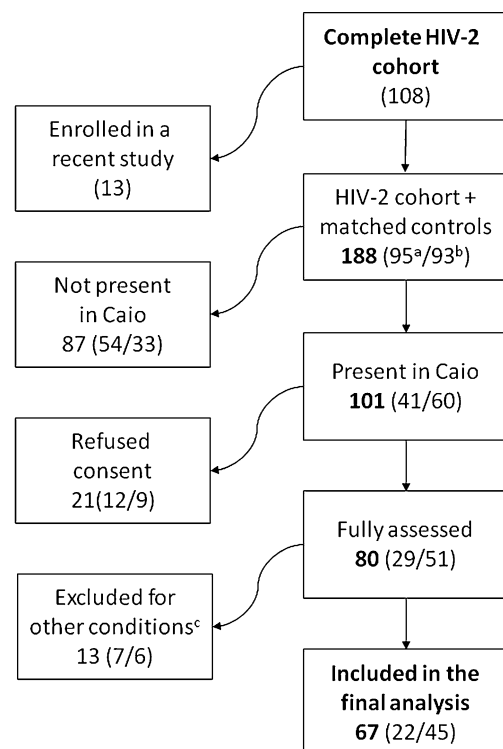 Complete HIV-2
cohort
(108)
Enrolled in a
recent study
(13)
HIV-2 cohort +
matched controls
188 (95ᵃ/93ᵇ)
Not present
in Caio
87 (54/33)
Present in Caio
101 (41/60)
Refused
consent
21(12/9)
Fully assessed
80 (29/51)
Excluded for
other conditionsᶜ
13 (7/6)
Included in the
final analysis
67 (22/45)